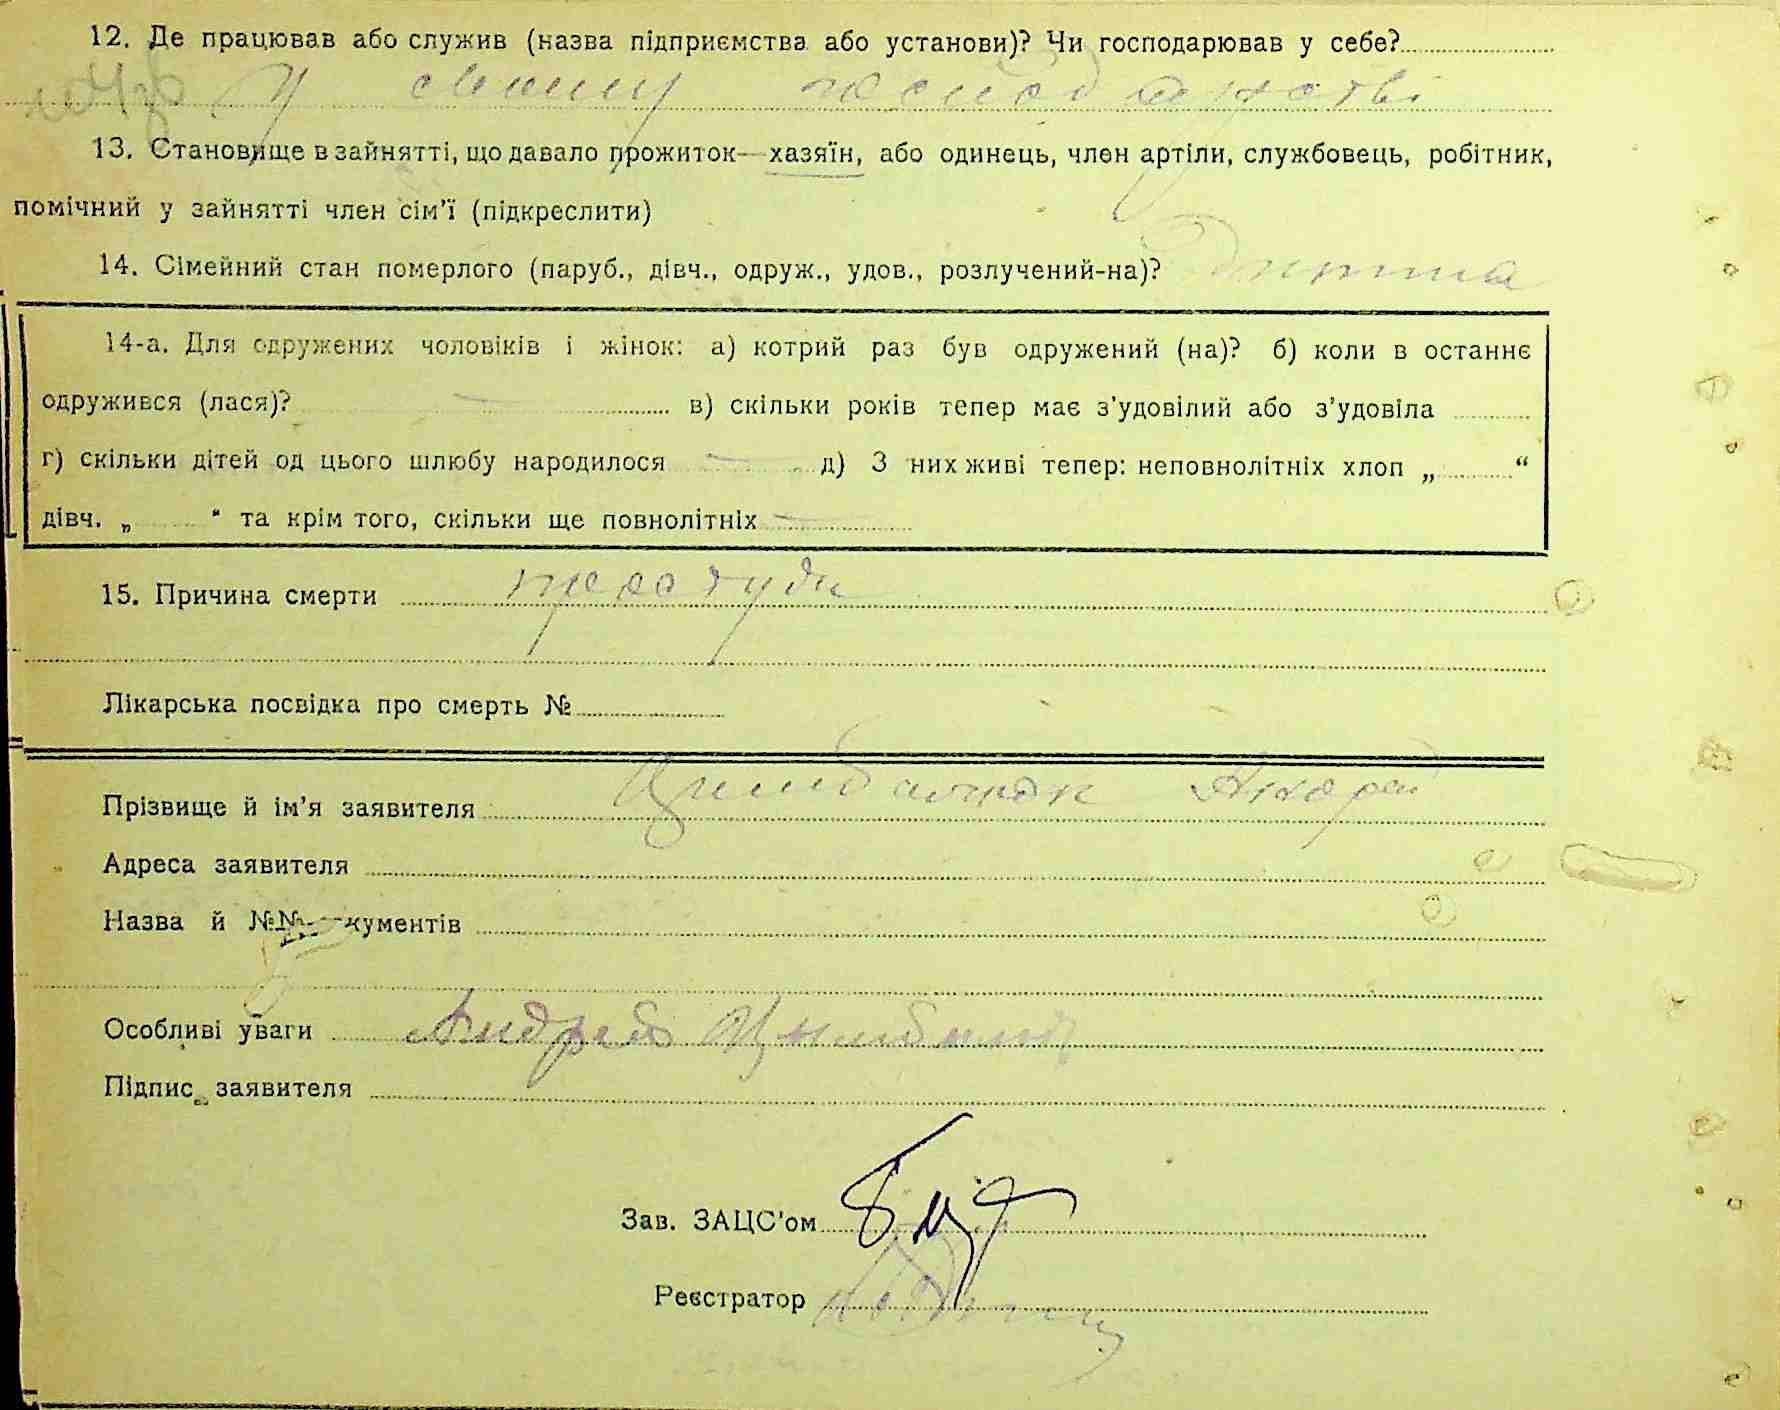 12. Де працював або служив (назва підприємства або установи)? Чи господарював у себе?
У свому господарстві
13. Становище в зайнятті, що давало прожиток—хазяїн, або одинець, член артіли, службовець, робітник,
помічний у зайнятті член сім'ї (підкреслити)
14. Сімейний стан померлого (паруб., дівч., одруж., удов., розлучений-на)?
14-а. Для одружених чоловіків і жінок: а) котрий раз був одружений (на)? б) коли в останнє
одружився (лася)? — в) скільки років тепер має з'удовілий або з'удовіла
г) скільки дітей од цього шлюбу народилося — д) З них живі тепер: неповнолітніх хлоп „ “
дівч. „ “ та крім того, скільки ще повнолітніх —
15. Причина смерти простуда
Лікарська посвідка про смерть №
Прізвище й ім'я заявителя Андрей
Адреса заявителя
Назва й №№ документів
Особливі уваги Андрей
Підпис заявителя
Зав. ЗАЦС'ом
Реєстратор